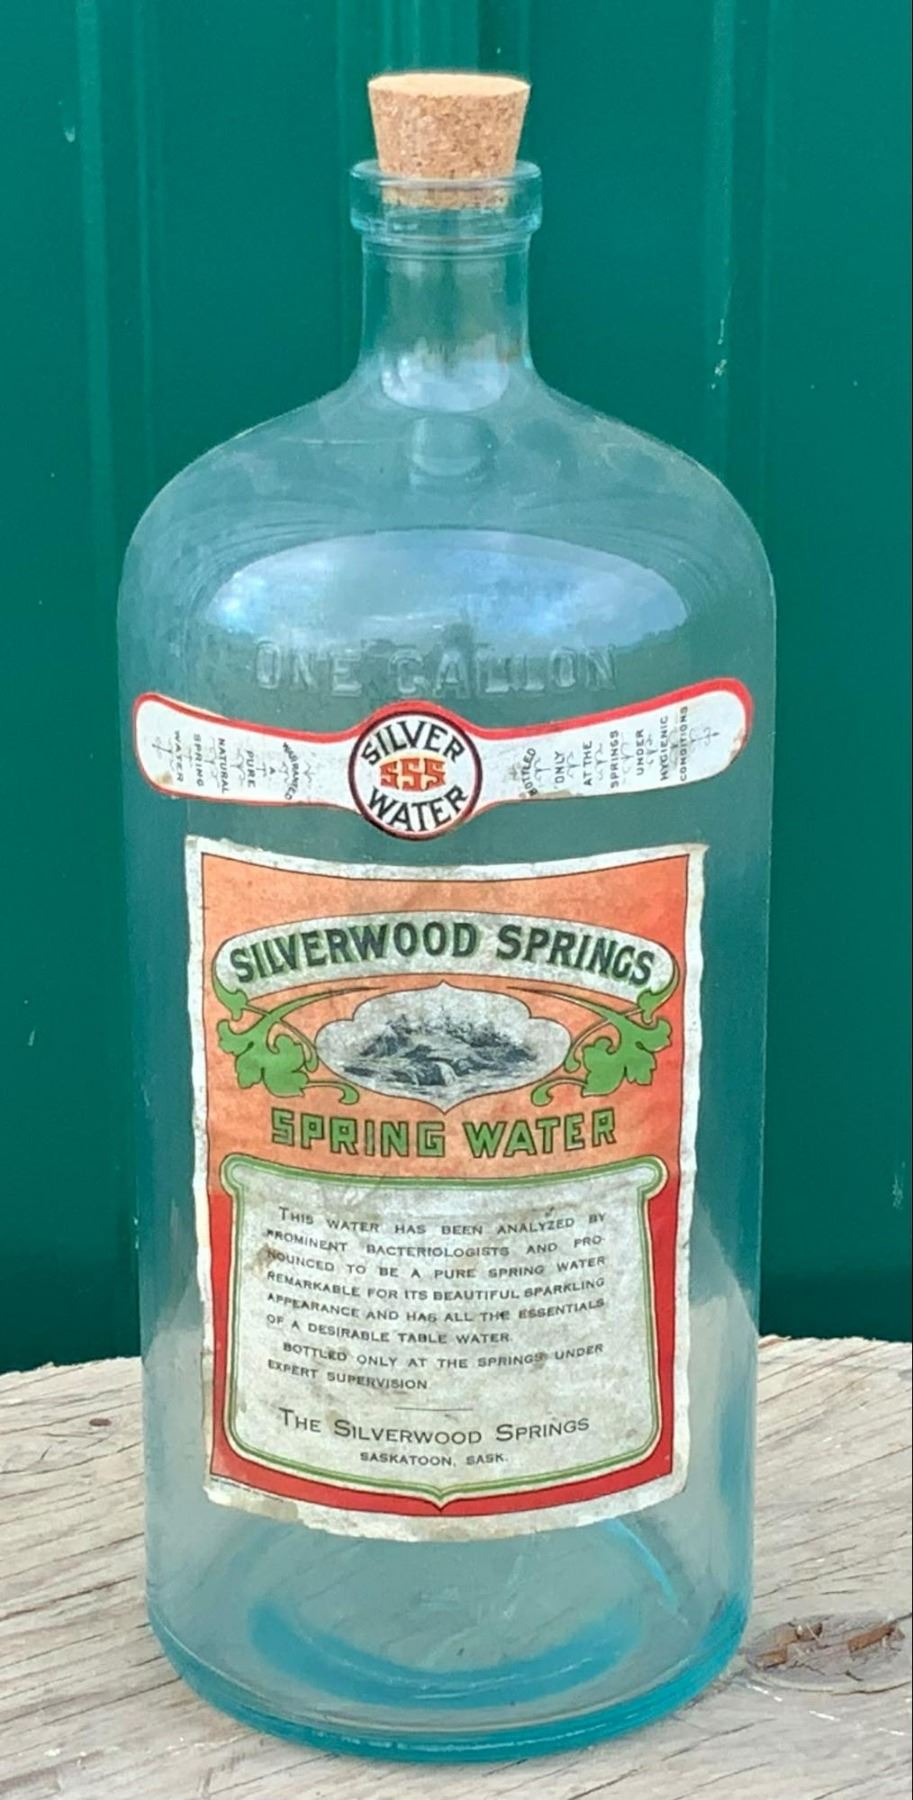 ONE GALLON
WARRANTED
A
PURE
NATURAL
SPRING
WATER
SILVER
SSS
WATER
BOTTLED
ONLY
AT THE
SPRINGS
UNDER
HYGIENIC
CONDITIONS
SILVERWOOD SPRINGS
SPRING WATER
THIS WATER HAS BEEN ANALYZED BY
PROMINENT BACTERIOLOGISTS AND PRO-
NOUNCED TO BE A PURE SPRING WATER
REMARKABLE FOR ITS BEAUTIFUL SPARKLING
APPEARANCE AND HAS ALL THE ESSENTIALS
OF A DESIRABLE TABLE WATER.
BOTTLED ONLY AT THE SPRINGS UNDER
EXPERT SUPERVISION
THE SILVERWOOD SPRINGS
SASKATOON, SASK.